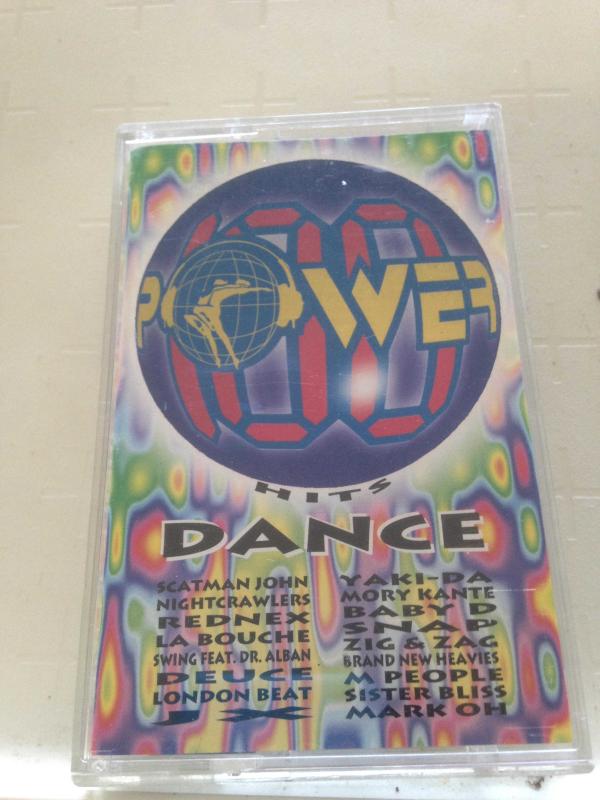 100
POWER
HITS
DANCE
SCATMAN JOHN
NIGHTCRAWLERS
REDNEX
LA BOUCHE
SWING FEAT. DR. ALBAN
DEUCE
LONDON BEAT
JX
YAKI-DA
MORY KANTE
BABY D
SNAP
ZIG & ZAG
BRAND NEW HEAVIES
M PEOPLE
SISTER BLISS
MARK OH